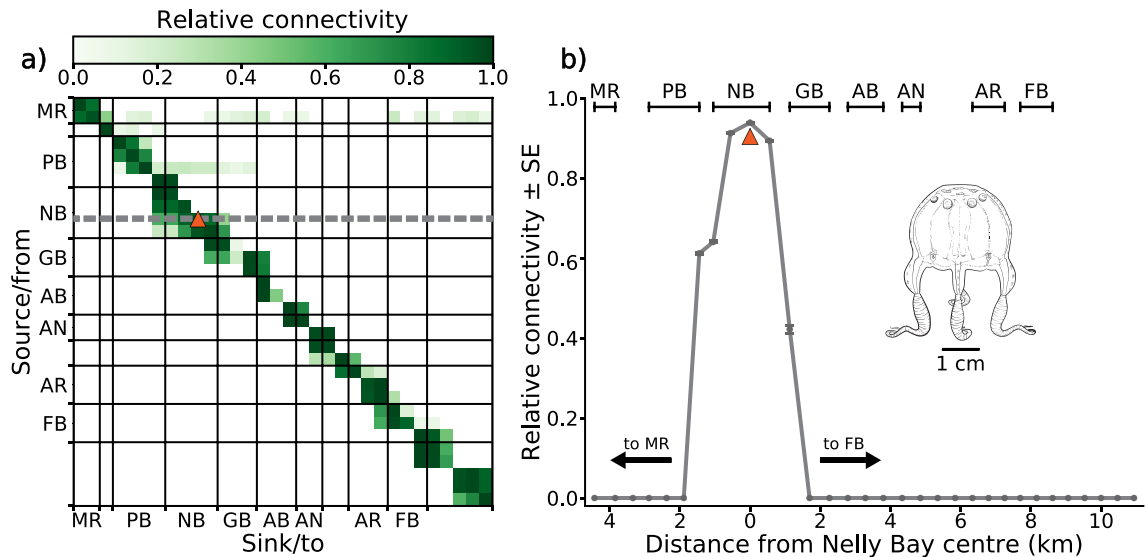 Relative connectivity
a)
0.0 0.2 0.4 0.6 0.8 1.0
Source/from
MR
PB
NB
GB
AB
AN
AR
FB
MR PB NB GB AB AN AR FB
Sink/to
b)
MR PB NB GB AB AN AR FB
Relative connectivity ± SE
1.0
0.8
0.6
0.4
0.2
0.0
1 cm
to MR
to FB
4 2 0 2 4 6 8 10
Distance from Nelly Bay centre (km)